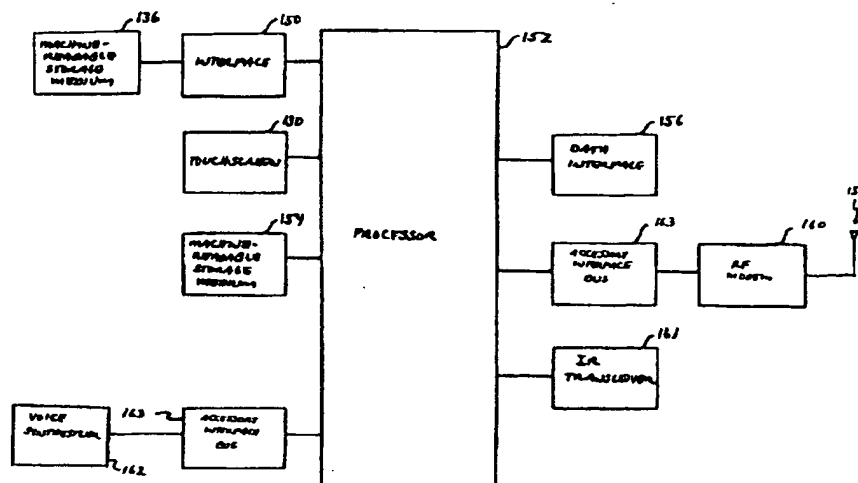 136
150
152
MACHINE-
READABLE
STORAGE
MEDIUM
INTERFACE
130
TOUCHSCREEN
156
DATA
INTERFACE
154
MACHINE-
READABLE
STORAGE
MEDIUM
PROCESSOR
163
ACCESSORY
INTERFACE
BUS
160
RF
MODEM
15
161
IR
TRANSCEIVER
VOICE
SYNTHESIZER
162
163
ACCESSORY
INTERFACE
BUS